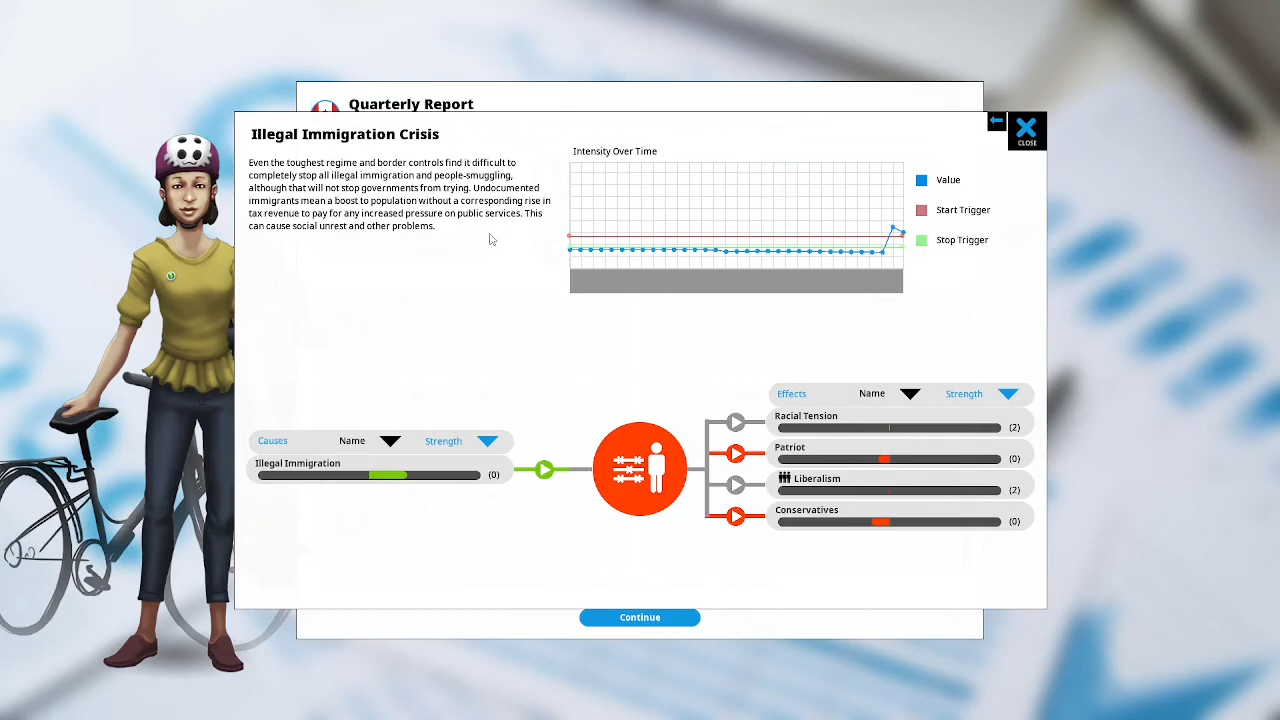 Quarterly Report
Illegal Immigration Crisis
CLOSE
Even the toughest regime and border controls find it difficult to
completely stop all illegal immigration and people-smuggling,
although that will not stop governments from trying. Undocumented
immigrants mean a boost to population without a corresponding rise in
tax revenue to pay for any increased pressure on public services. This
can cause social unrest and other problems.
Intensity Over Time
Value
Start Trigger
Stop Trigger
Causes Name Strength
Illegal Immigration
(0)
Effects Name Strength
Racial Tension
(2)
Patriot
(0)
Liberalism
(2)
Conservatives
(0)
Continue